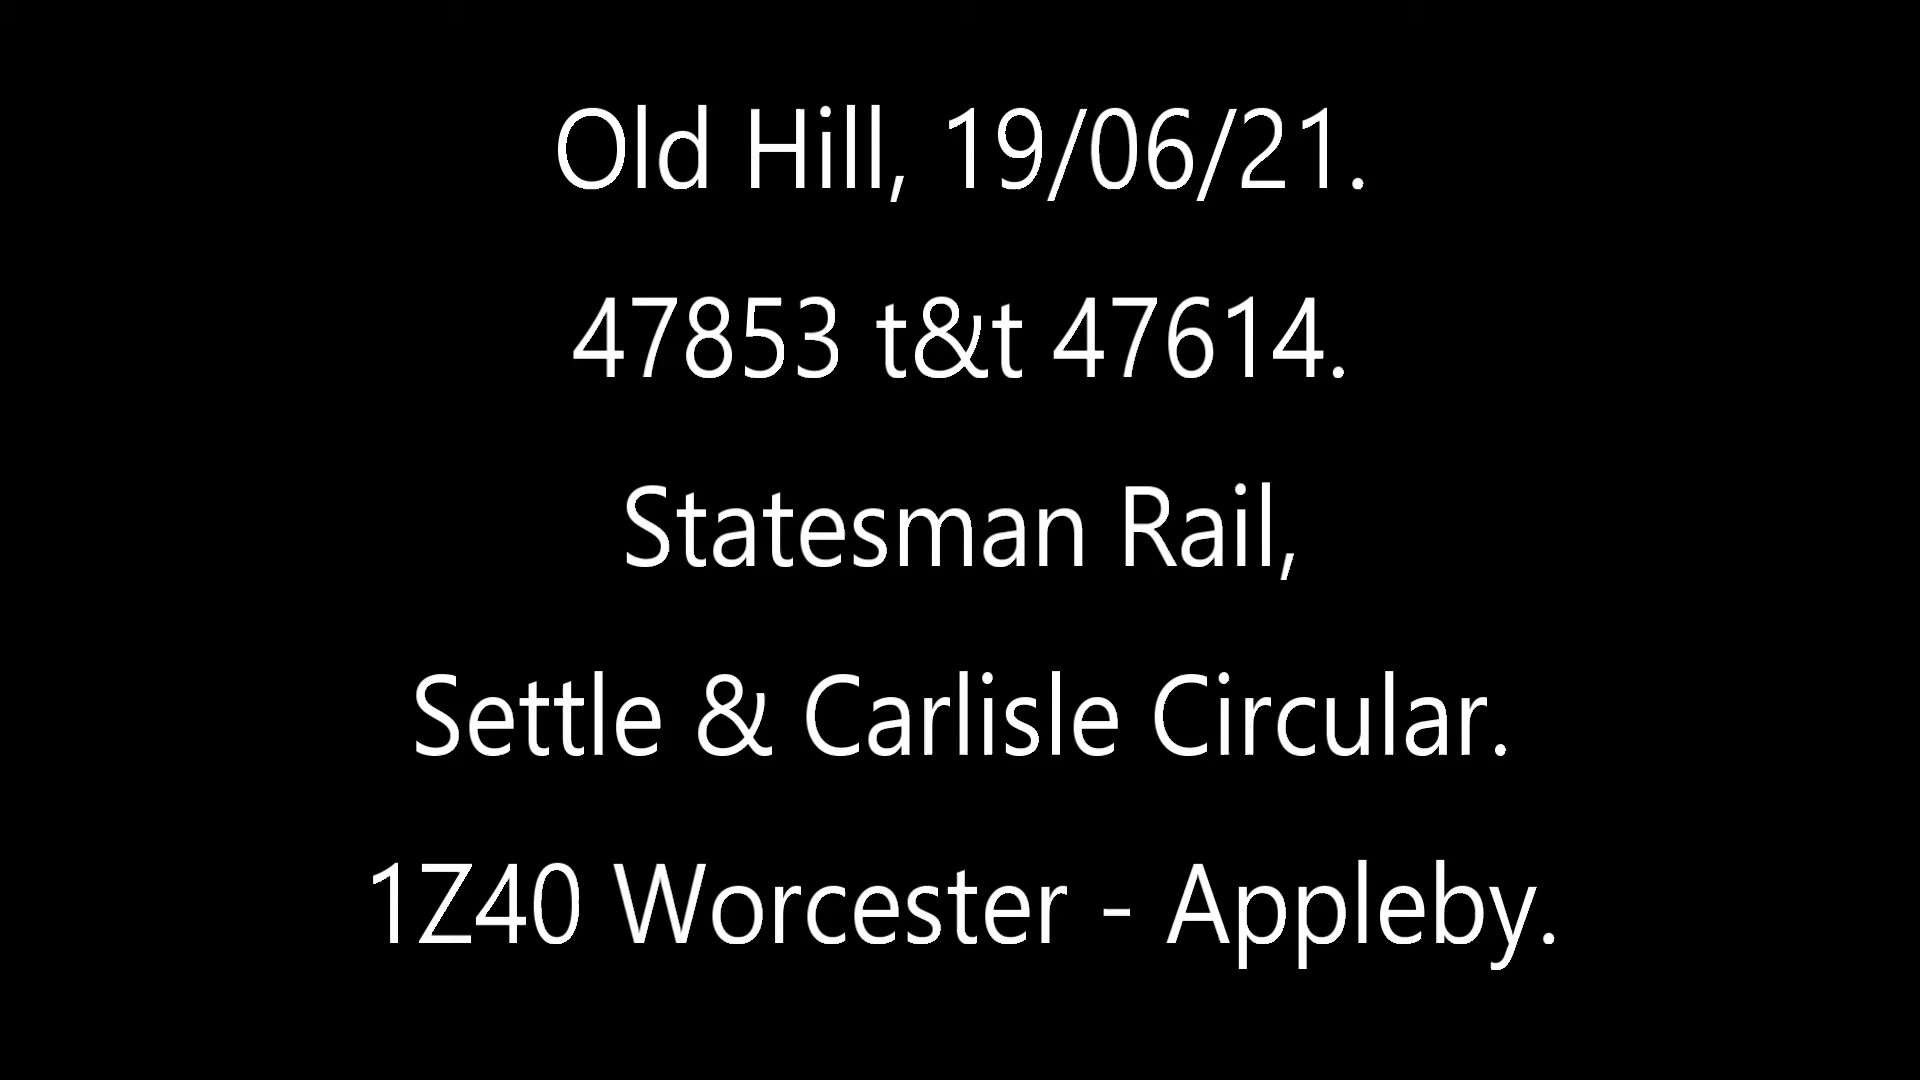 Old Hill, 19/06/21.
47853 t&t 47614.
Statesman Rail,
Settle & Carlisle Circular.
1Z40 Worcester - Appleby.